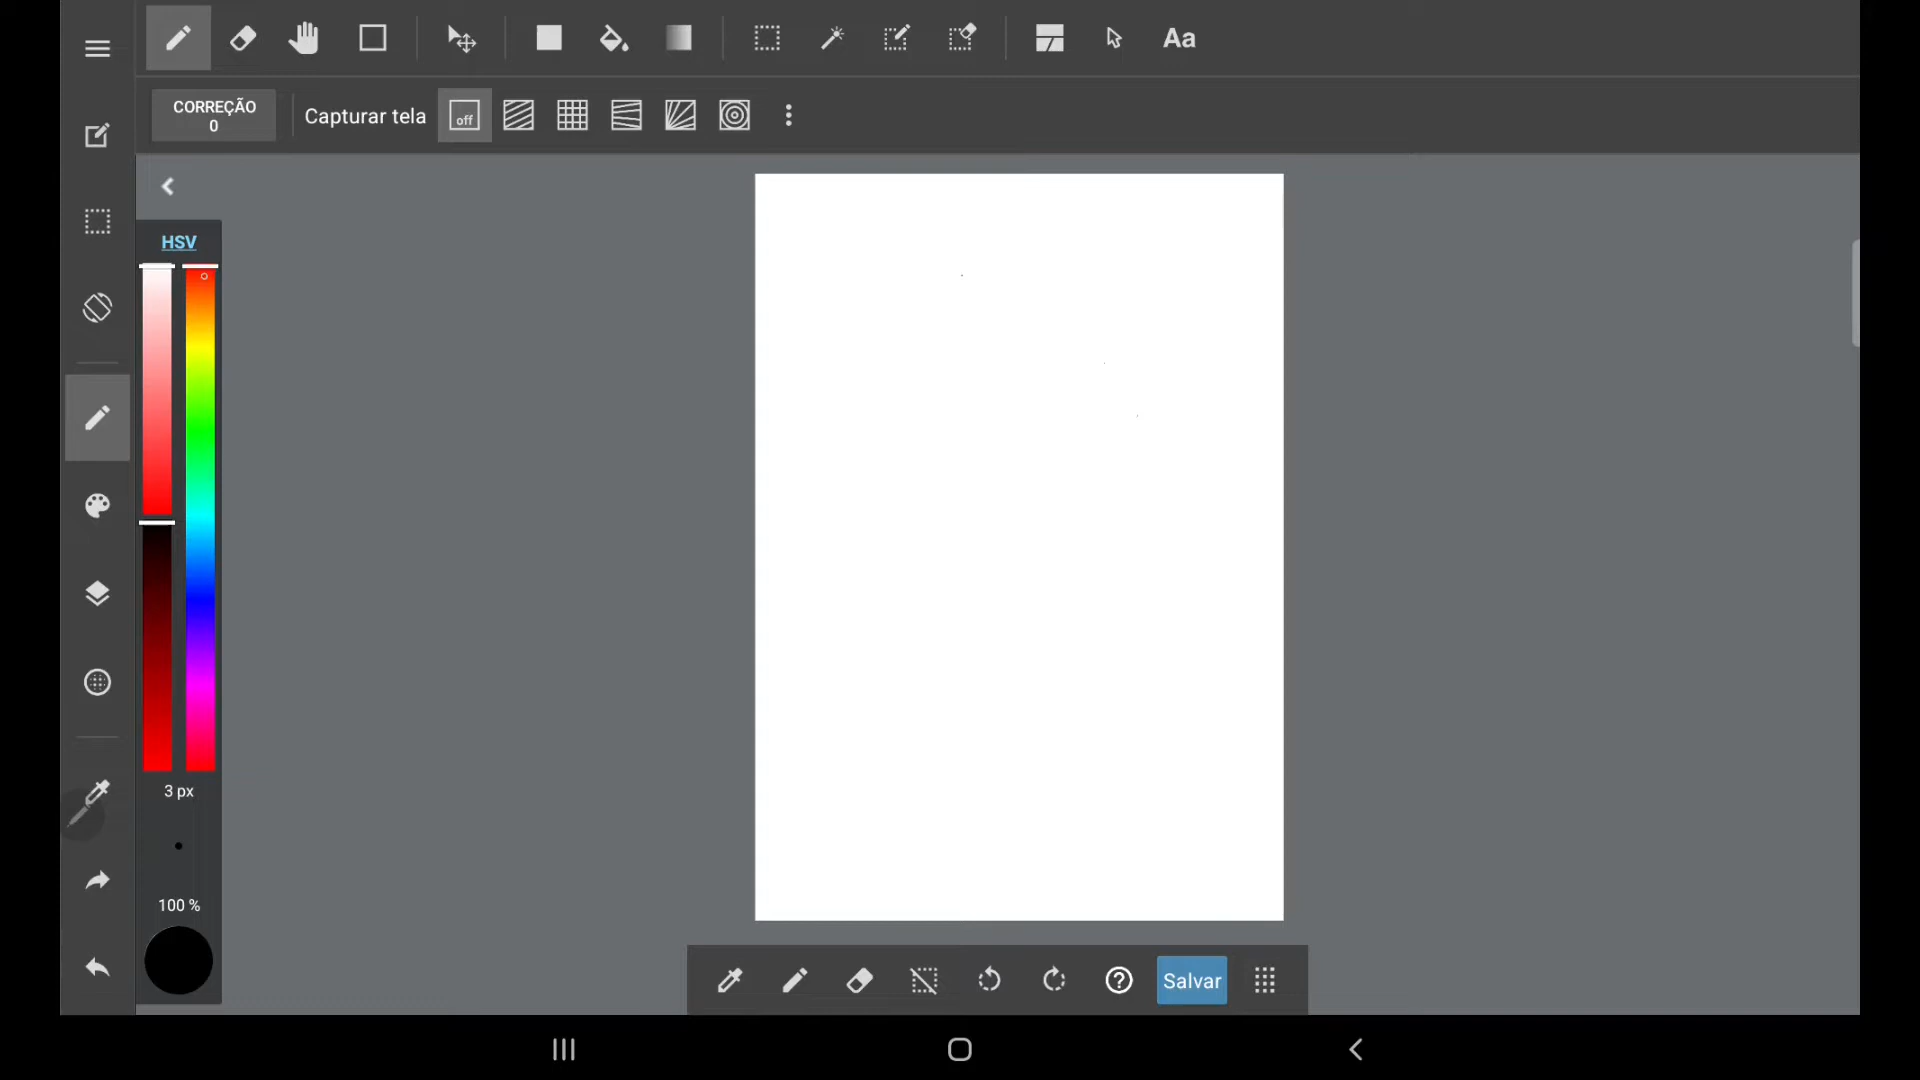 Aa
CORREÇÃO
0
Capturar tela
off
HSV
3 px
100 %
Salvar